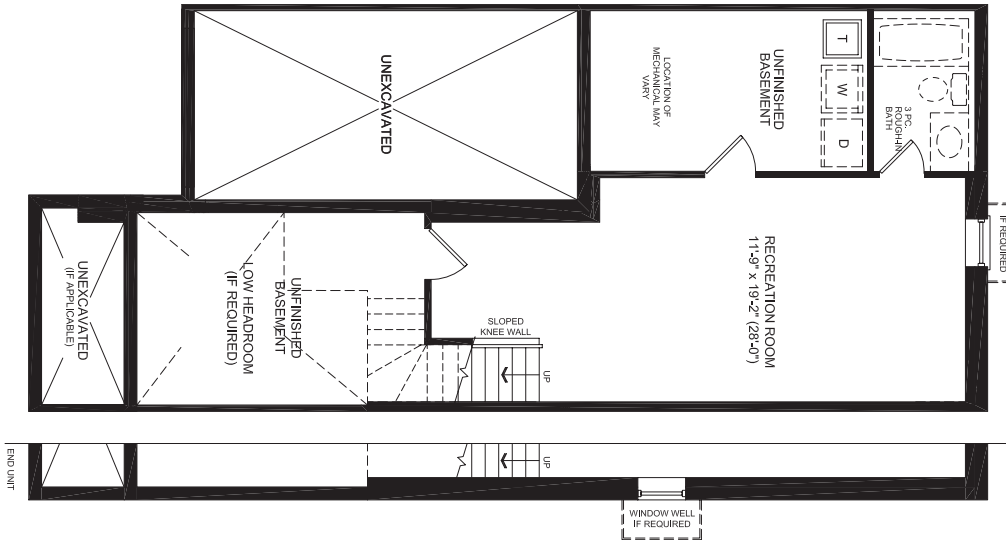 UNEXCAVATED
LOCATION OF
MECHANICAL MAY
VARY
UNFINISHED
BASEMENT
T
W
D
3 PC.
ROUGH-IN
BATH
IF REQUIRED
UNEXCAVATED
(IF APPLICABLE)
UNFINISHED
BASEMENT
LOW HEADROOM
(IF REQUIRED)
SLOPED
KNEE WALL
UP
RECREATION ROOM
11'-9" x 19'-2" (28'-0")
UP
END UNIT
WINDOW WELL
IF REQUIRED